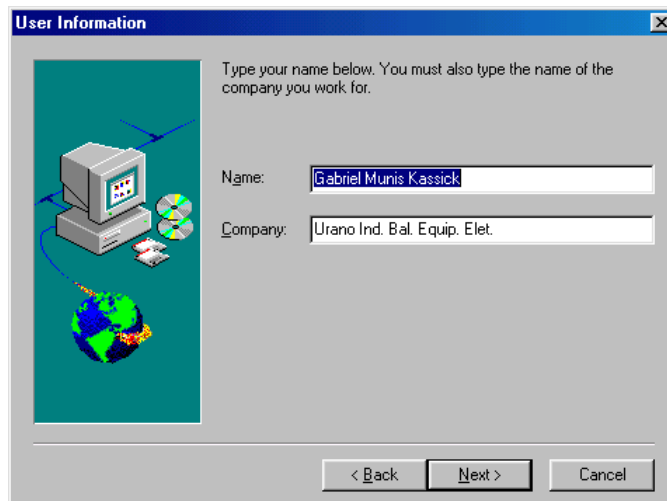 User Information
Type your name below. You must also type the name of the
company you work for.
Name: Gabriel Munis Kassick
Company: Urano Ind. Bal. Equip. Elet.
< Back Next > Cancel